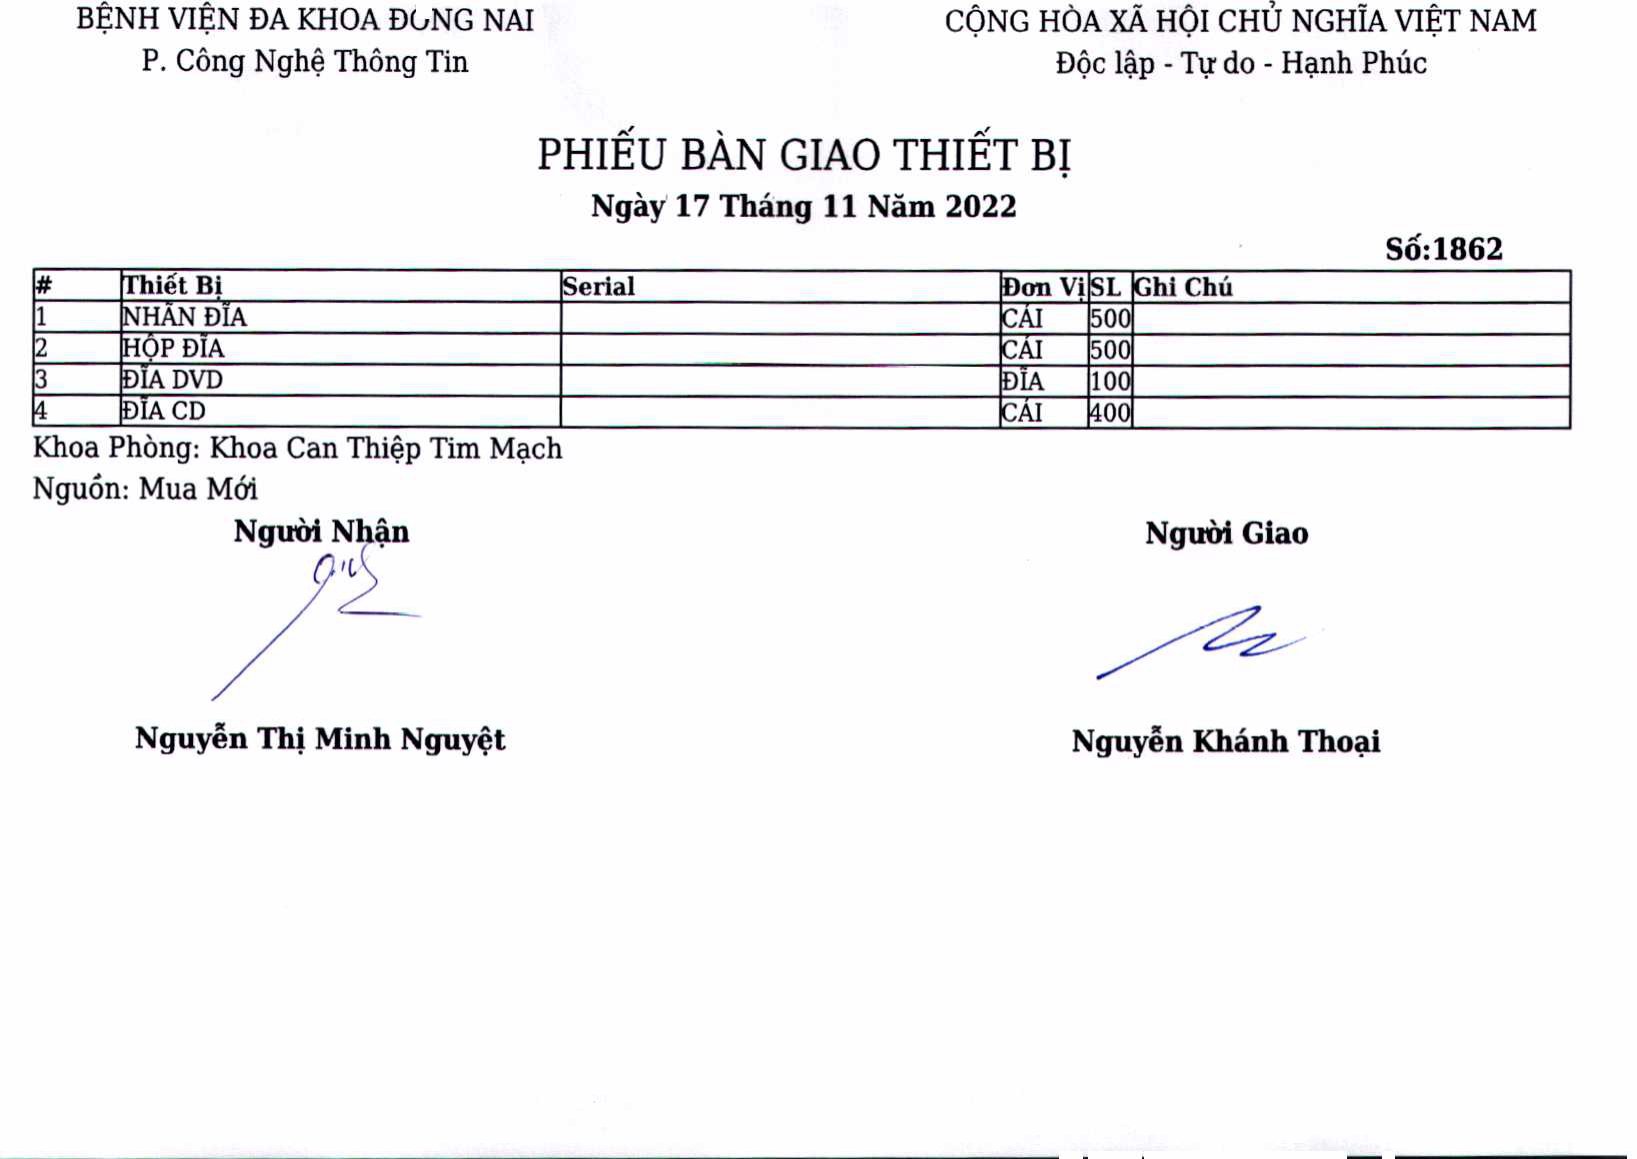 BỆNH VIỆN ĐA KHOA ĐỒNG NAI
CỘNG HÒA XÃ HỘI CHỦ NGHĨA VIỆT NAM
P. Công Nghệ Thông Tin
Độc lập - Tự do - Hạnh Phúc
PHIẾU BÀN GIAO THIẾT BỊ
Ngày 17 Tháng 11 Năm 2022
Số:1862
# Thiết Bị Serial Đơn Vị SL Ghi Chú
1 NHÃN ĐĨA CÁI 500
2 HỘP ĐĨA CÁI 500
3 ĐĨA DVD ĐĨA 100
4 ĐĨA CD CÁI 400
Khoa Phòng: Khoa Can Thiệp Tim Mạch
Nguồn: Mua Mới
Người Nhận Người Giao
Nguyễn Thị Minh Nguyệt Nguyễn Khánh Thoại